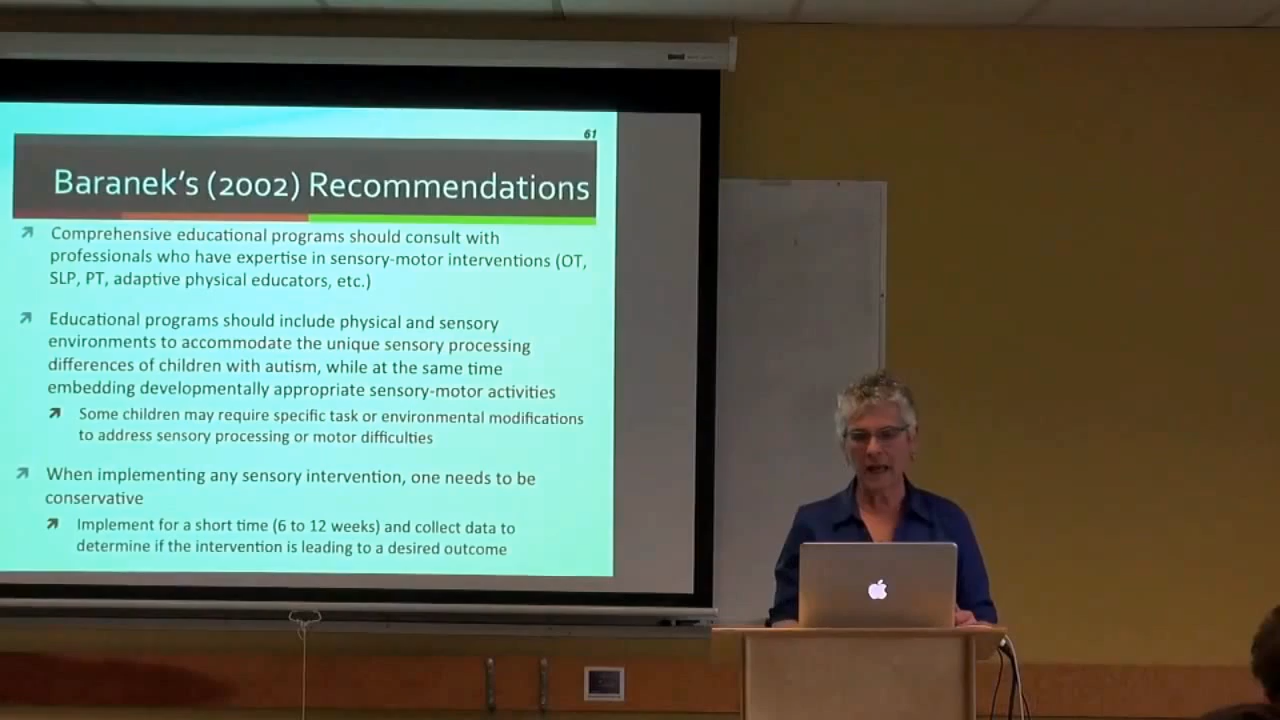 61
Baranek's (2002) Recommendations
Comprehensive educational programs should consult with
professionals who have expertise in sensory-motor interventions (OT,
SLP, PT, adaptive physical educators, etc.)
Educational programs should include physical and sensory
environments to accommodate the unique sensory processing
differences of children with autism, while at the same time
embedding developmentally appropriate sensory-motor activities
Some children may require specific task or environmental modifications
to address sensory processing or motor difficulties
When implementing any sensory intervention, one needs to be
conservative
Implement for a short time (6 to 12 weeks) and collect data to
determine if the intervention is leading to a desired outcome